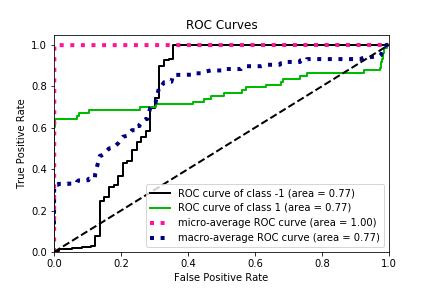 ROC Curves
True Positive Rate
1.0
0.8
0.6
0.4
0.2
0.0
ROC curve of class -1 (area = 0.77)
ROC curve of class 1 (area = 0.77)
micro-average ROC curve (area = 1.00)
macro-average ROC curve (area = 0.77)
0.0 0.2 0.4 0.6 0.8 1.0
False Positive Rate